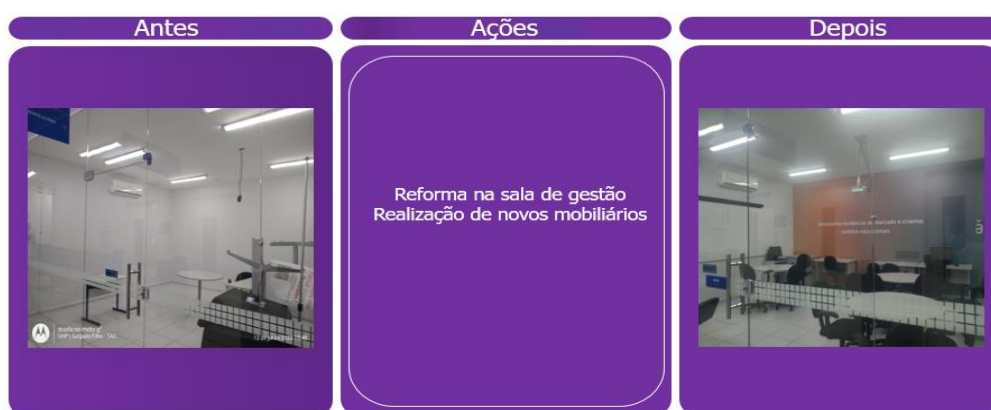 Antes
Ações
Depois
Reforma na sala de gestão
Realização de novos mobiliários